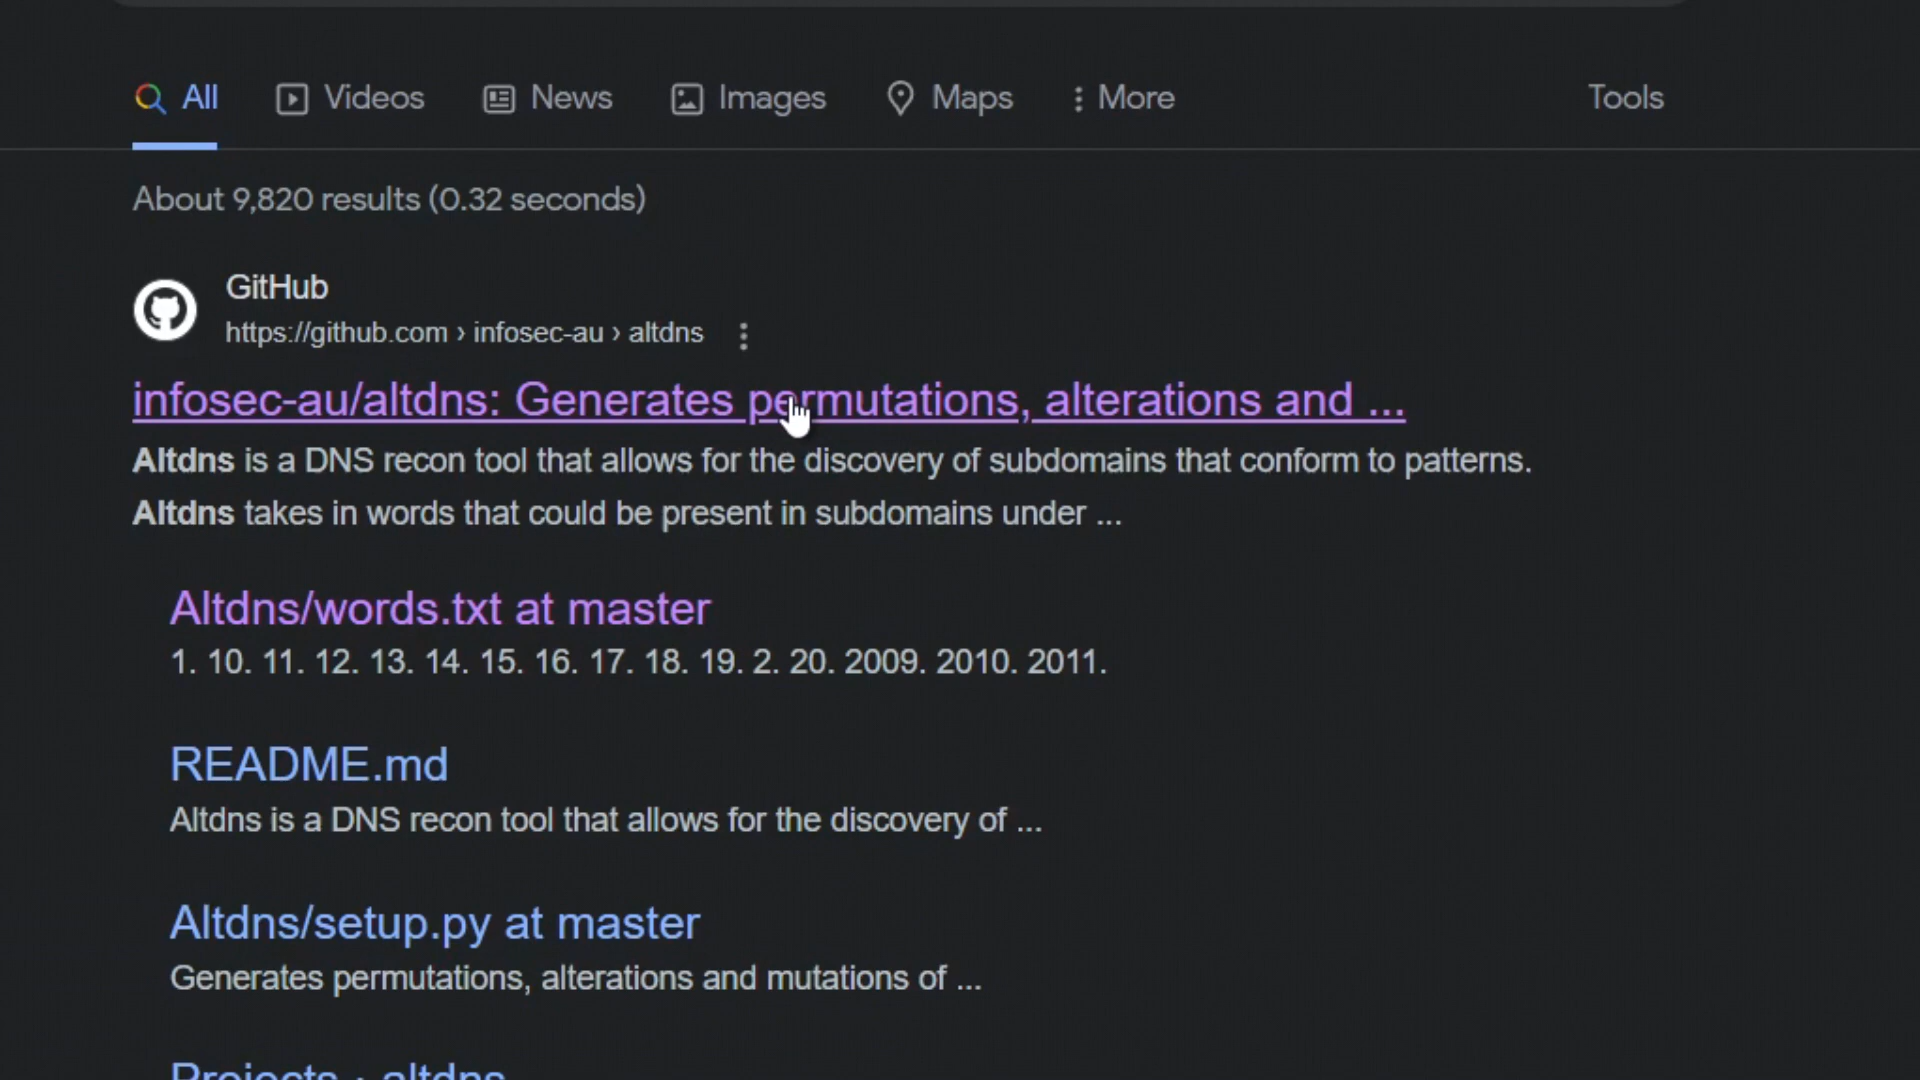 All Videos News Images Maps More Tools
About 9,820 results (0.32 seconds)
GitHub
https://github.com › infosec-au › altdns
infosec-au/altdns: Generates permutations, alterations and ...
Altdns is a DNS recon tool that allows for the discovery of subdomains that conform to patterns.
Altdns takes in words that could be present in subdomains under ...
Altdns/words.txt at master
1. 10. 11. 12. 13. 14. 15. 16. 17. 18. 19. 2. 20. 2009. 2010. 2011.
README.md
Altdns is a DNS recon tool that allows for the discovery of ...
Altdns/setup.py at master
Generates permutations, alterations and mutations of ...
Projects · altdns